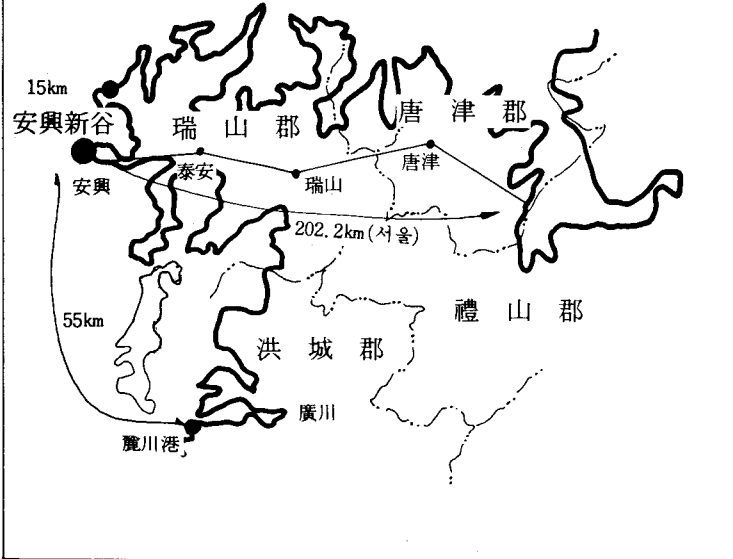 15km
安興新谷
瑞山郡
唐津郡
安興
泰安
瑞山
唐津
202.2km(서울)
55km
禮山郡
洪城郡
廣川
麗川港